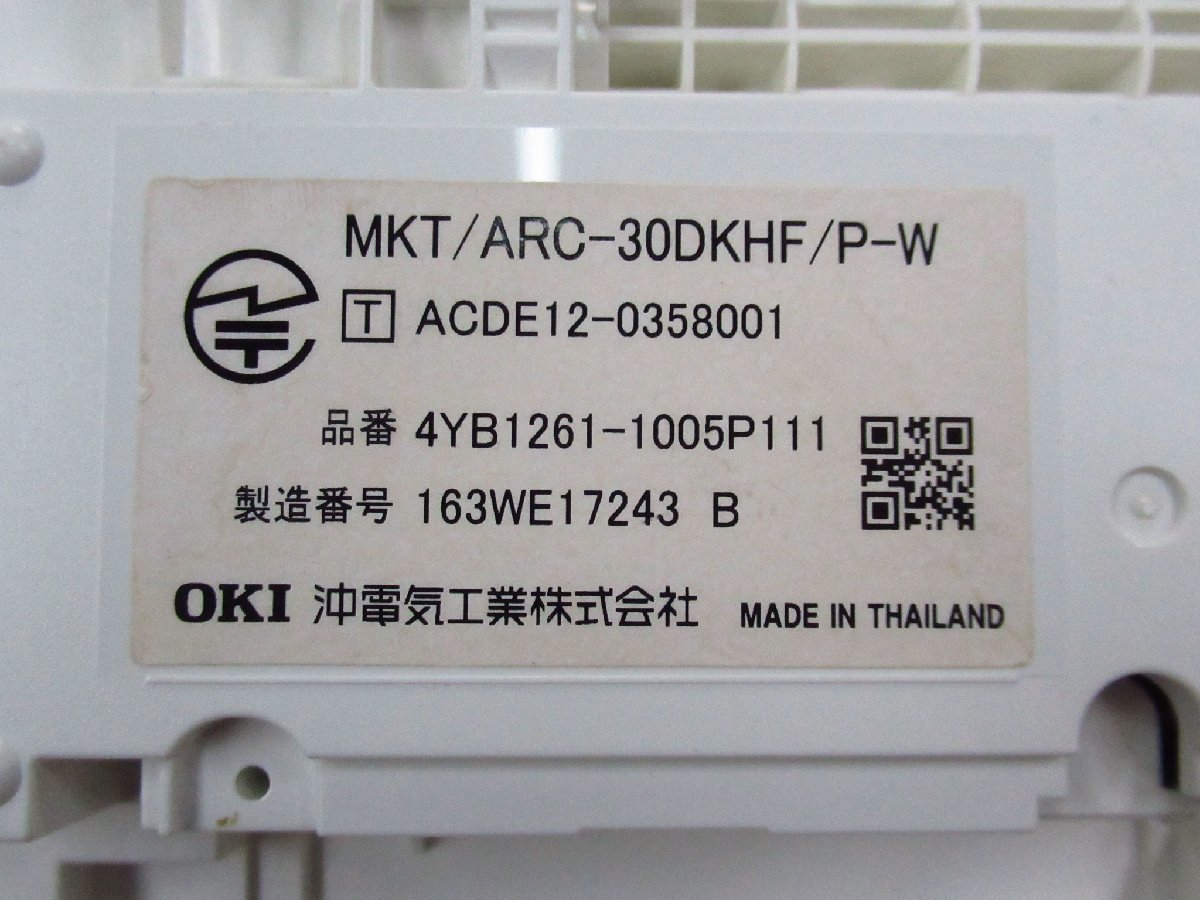 MKT/ARC-30DKHF/P-W
T ACDE12-0358001
品番 4YB1261-1005P111
製造番号 163WE17243 B
OKI 沖電気工業株式会社 MADE IN THAILAND